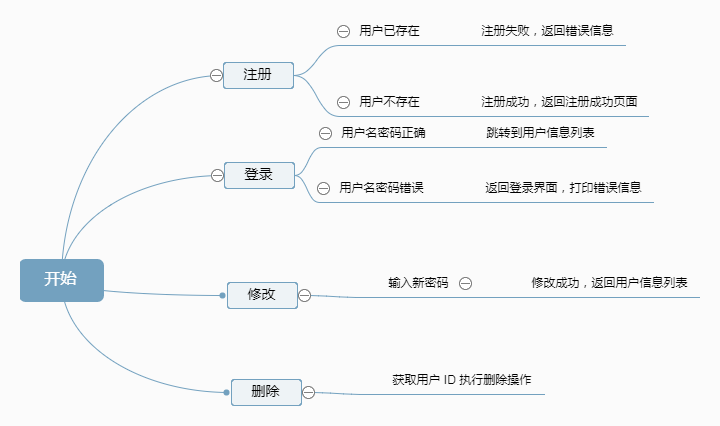 用户已存在 注册失败，返回错误信息
注册
用户不存在 注册成功，返回注册成功页面
用户名密码正确 跳转到用户信息列表
登录
用户名密码错误 返回登录界面，打印错误信息
开始
修改
输入新密码 修改成功，返回用户信息列表
删除
获取用户 ID 执行删除操作